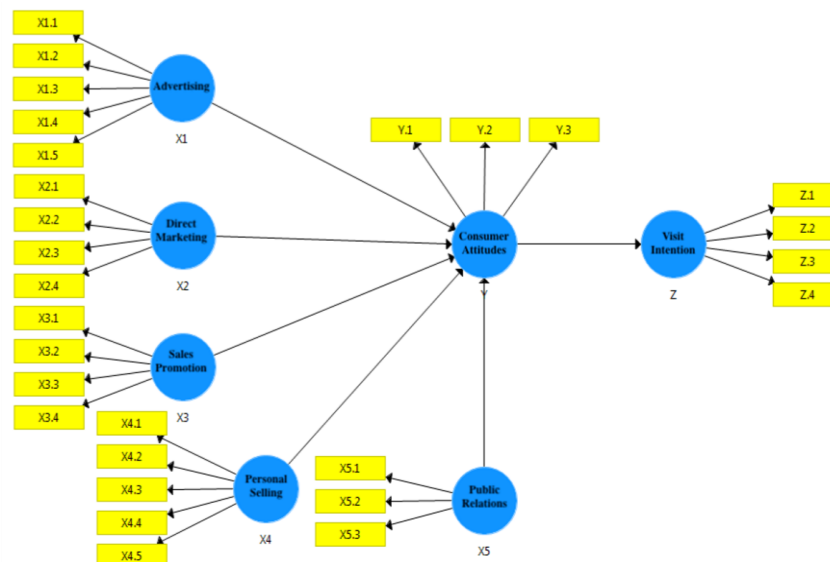 X1.1
X1.2
X1.3
X1.4
X1.5
Advertising
X1
X2.1
X2.2
X2.3
X2.4
Direct
Marketing
X2
X3.1
X3.2
X3.3
X3.4
Sales
Promotion
X3
X4.1
X4.2
X4.3
X4.4
X4.5
Personal
Selling
X4
X5.1
X5.2
X5.3
Public
Relations
X5
Y.1
Y.2
Y.3
Consumer
Attitudes
Y
Visit
Intention
Z
Z.1
Z.2
Z.3
Z.4